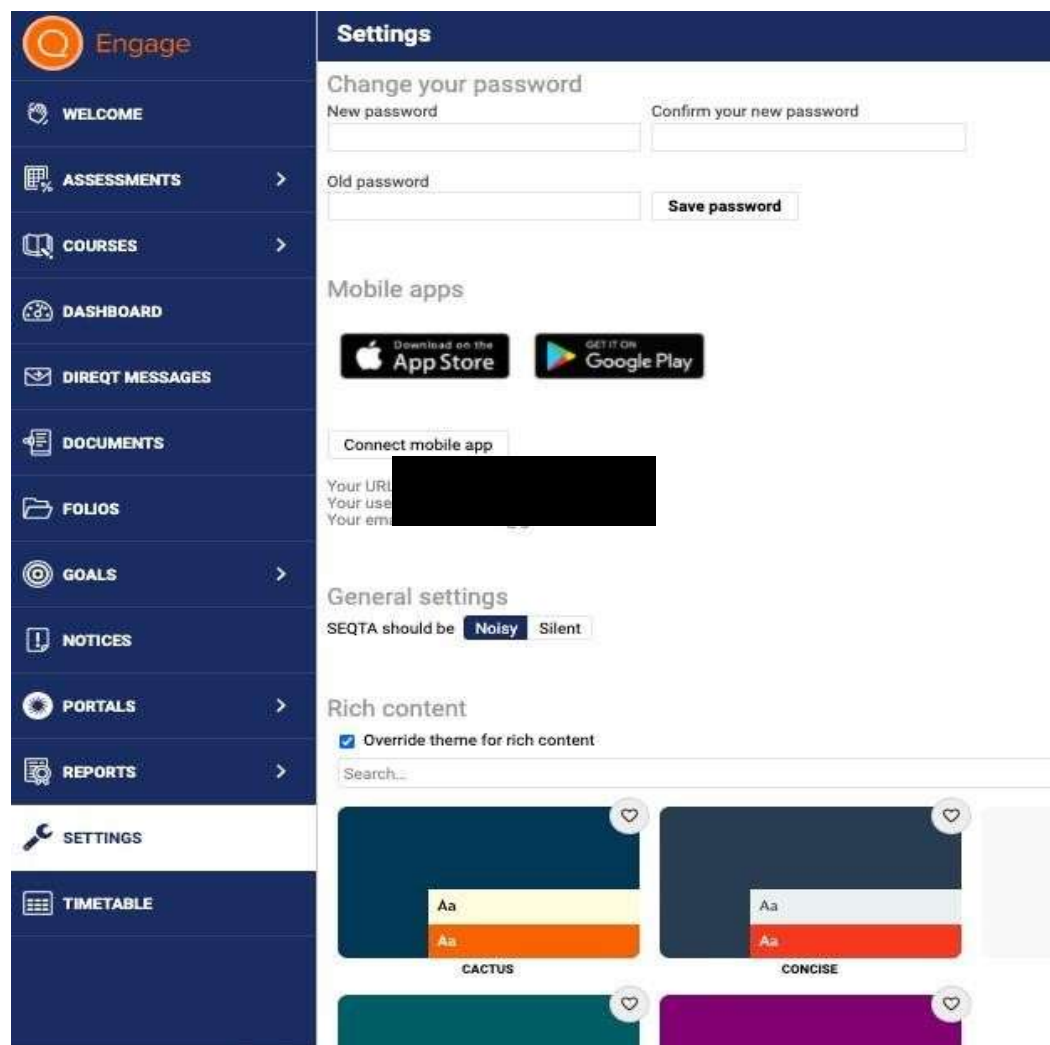 Engage
WELCOME
ASSESSMENTS
COURSES
DASHBOARD
DIREQT MESSAGES
DOCUMENTS
FOLIOS
GOALS
NOTICES
PORTALS
REPORTS
SETTINGS
TIMETABLE
Settings
Change your password
New password
Confirm your new password
Old password
Save password
Mobile apps
Download on the
App Store
GET IT ON
Google Play
Connect mobile app
Your URL
Your
Your
General settings
SEQTA should be Noisy Silent
Rich content
Override theme for rich content
Search...
Aa
Aa
CACTUS
Aa
Aa
CONCISE